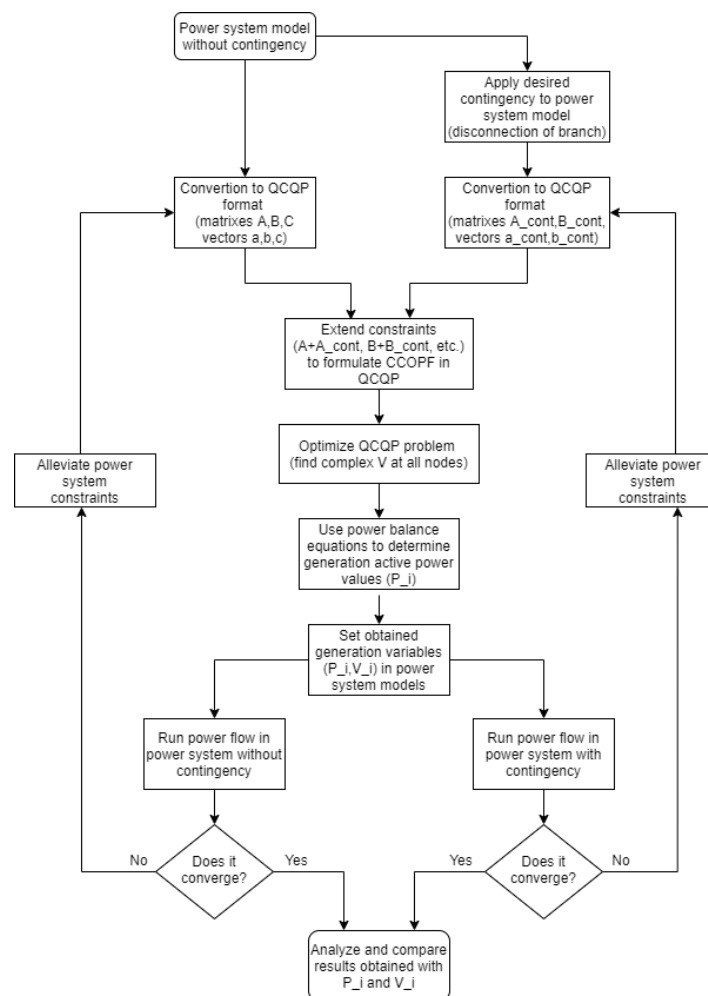 Power system model
without contingency
Apply desired
contingency to power
system model
(disconnection of branch)
Convertion to QCQP
format
(matrixes A,B,C
vectors a,b,c)
Convertion to QCQP
format
(matrixes A_cont,B_cont,
vectors a_cont,b_cont)
Extend constraints
(A+A_cont, B+B_cont, etc.)
to formulate CCOPF in
QCQP
Optimize QCQP problem
(find complex V at all nodes)
Alleviate power
system
constraints
Alleviate power
system
constraints
Use power balance
equations to determine
generation active power
values (P_i)
Set obtained
generation variables
(P_i,V_i) in power
system models
Run power flow in
power system without
contingency
Run power flow in
power system with
contingency
No
Does it
converge?
Yes
Yes
Does it
converge?
No
Analyze and compare
results obtained with
P_i and V_i